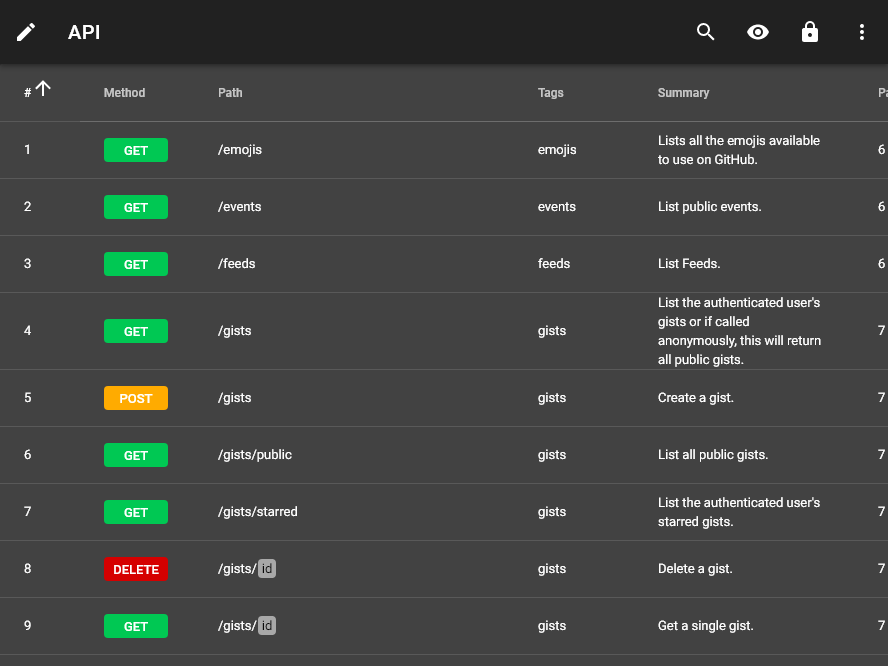 API
# Method Path Tags Summary Pa
1 GET /emojis emojis Lists all the emojis available to use on GitHub. 6
2 GET /events events List public events. 6
3 GET /feeds feeds List Feeds. 6
4 GET /gists gists List the authenticated user's gists or if called anonymously, this will return all public gists. 7
5 POST /gists gists Create a gist. 7
6 GET /gists/public gists List all public gists. 7
7 GET /gists/starred gists List the authenticated user's starred gists. 7
8 DELETE /gists/ id gists Delete a gist. 7
9 GET /gists/ id gists Get a single gist. 7